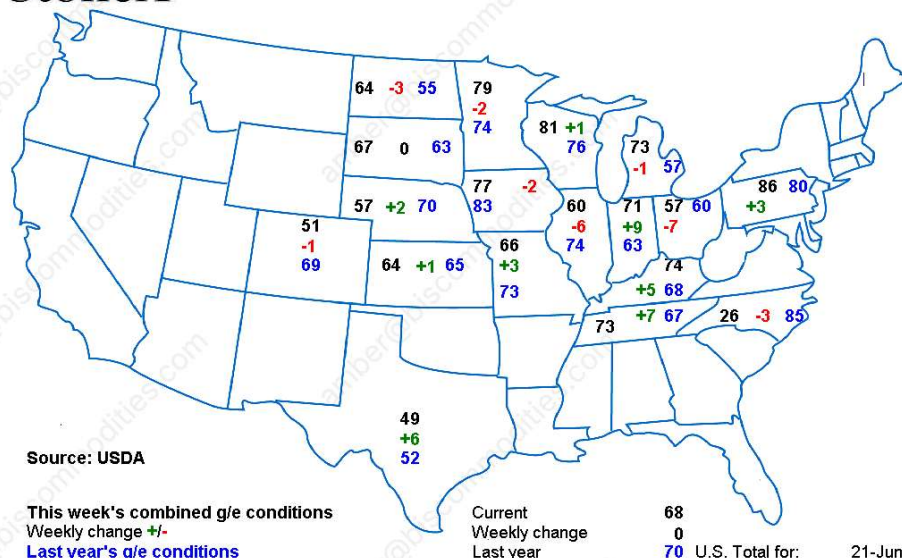 64 -3 55
79
-2
74
81 +1
76
73
-1 57
67 0 63
77 -2
83
57 +2 70
60
-6
74
71
+9
63
57 60
-7
86 80
+3
51
-1
69
64 +1 65
66
+3
73
74
+5 68
73 +7 67
26 -3 85
49
+6
52
Source: USDA
This week's combined g/e conditions
Weekly change +/-
Last year's g/e conditions
Current 68
Weekly change 0
Last year 70 U.S. Total for: 21-Jun